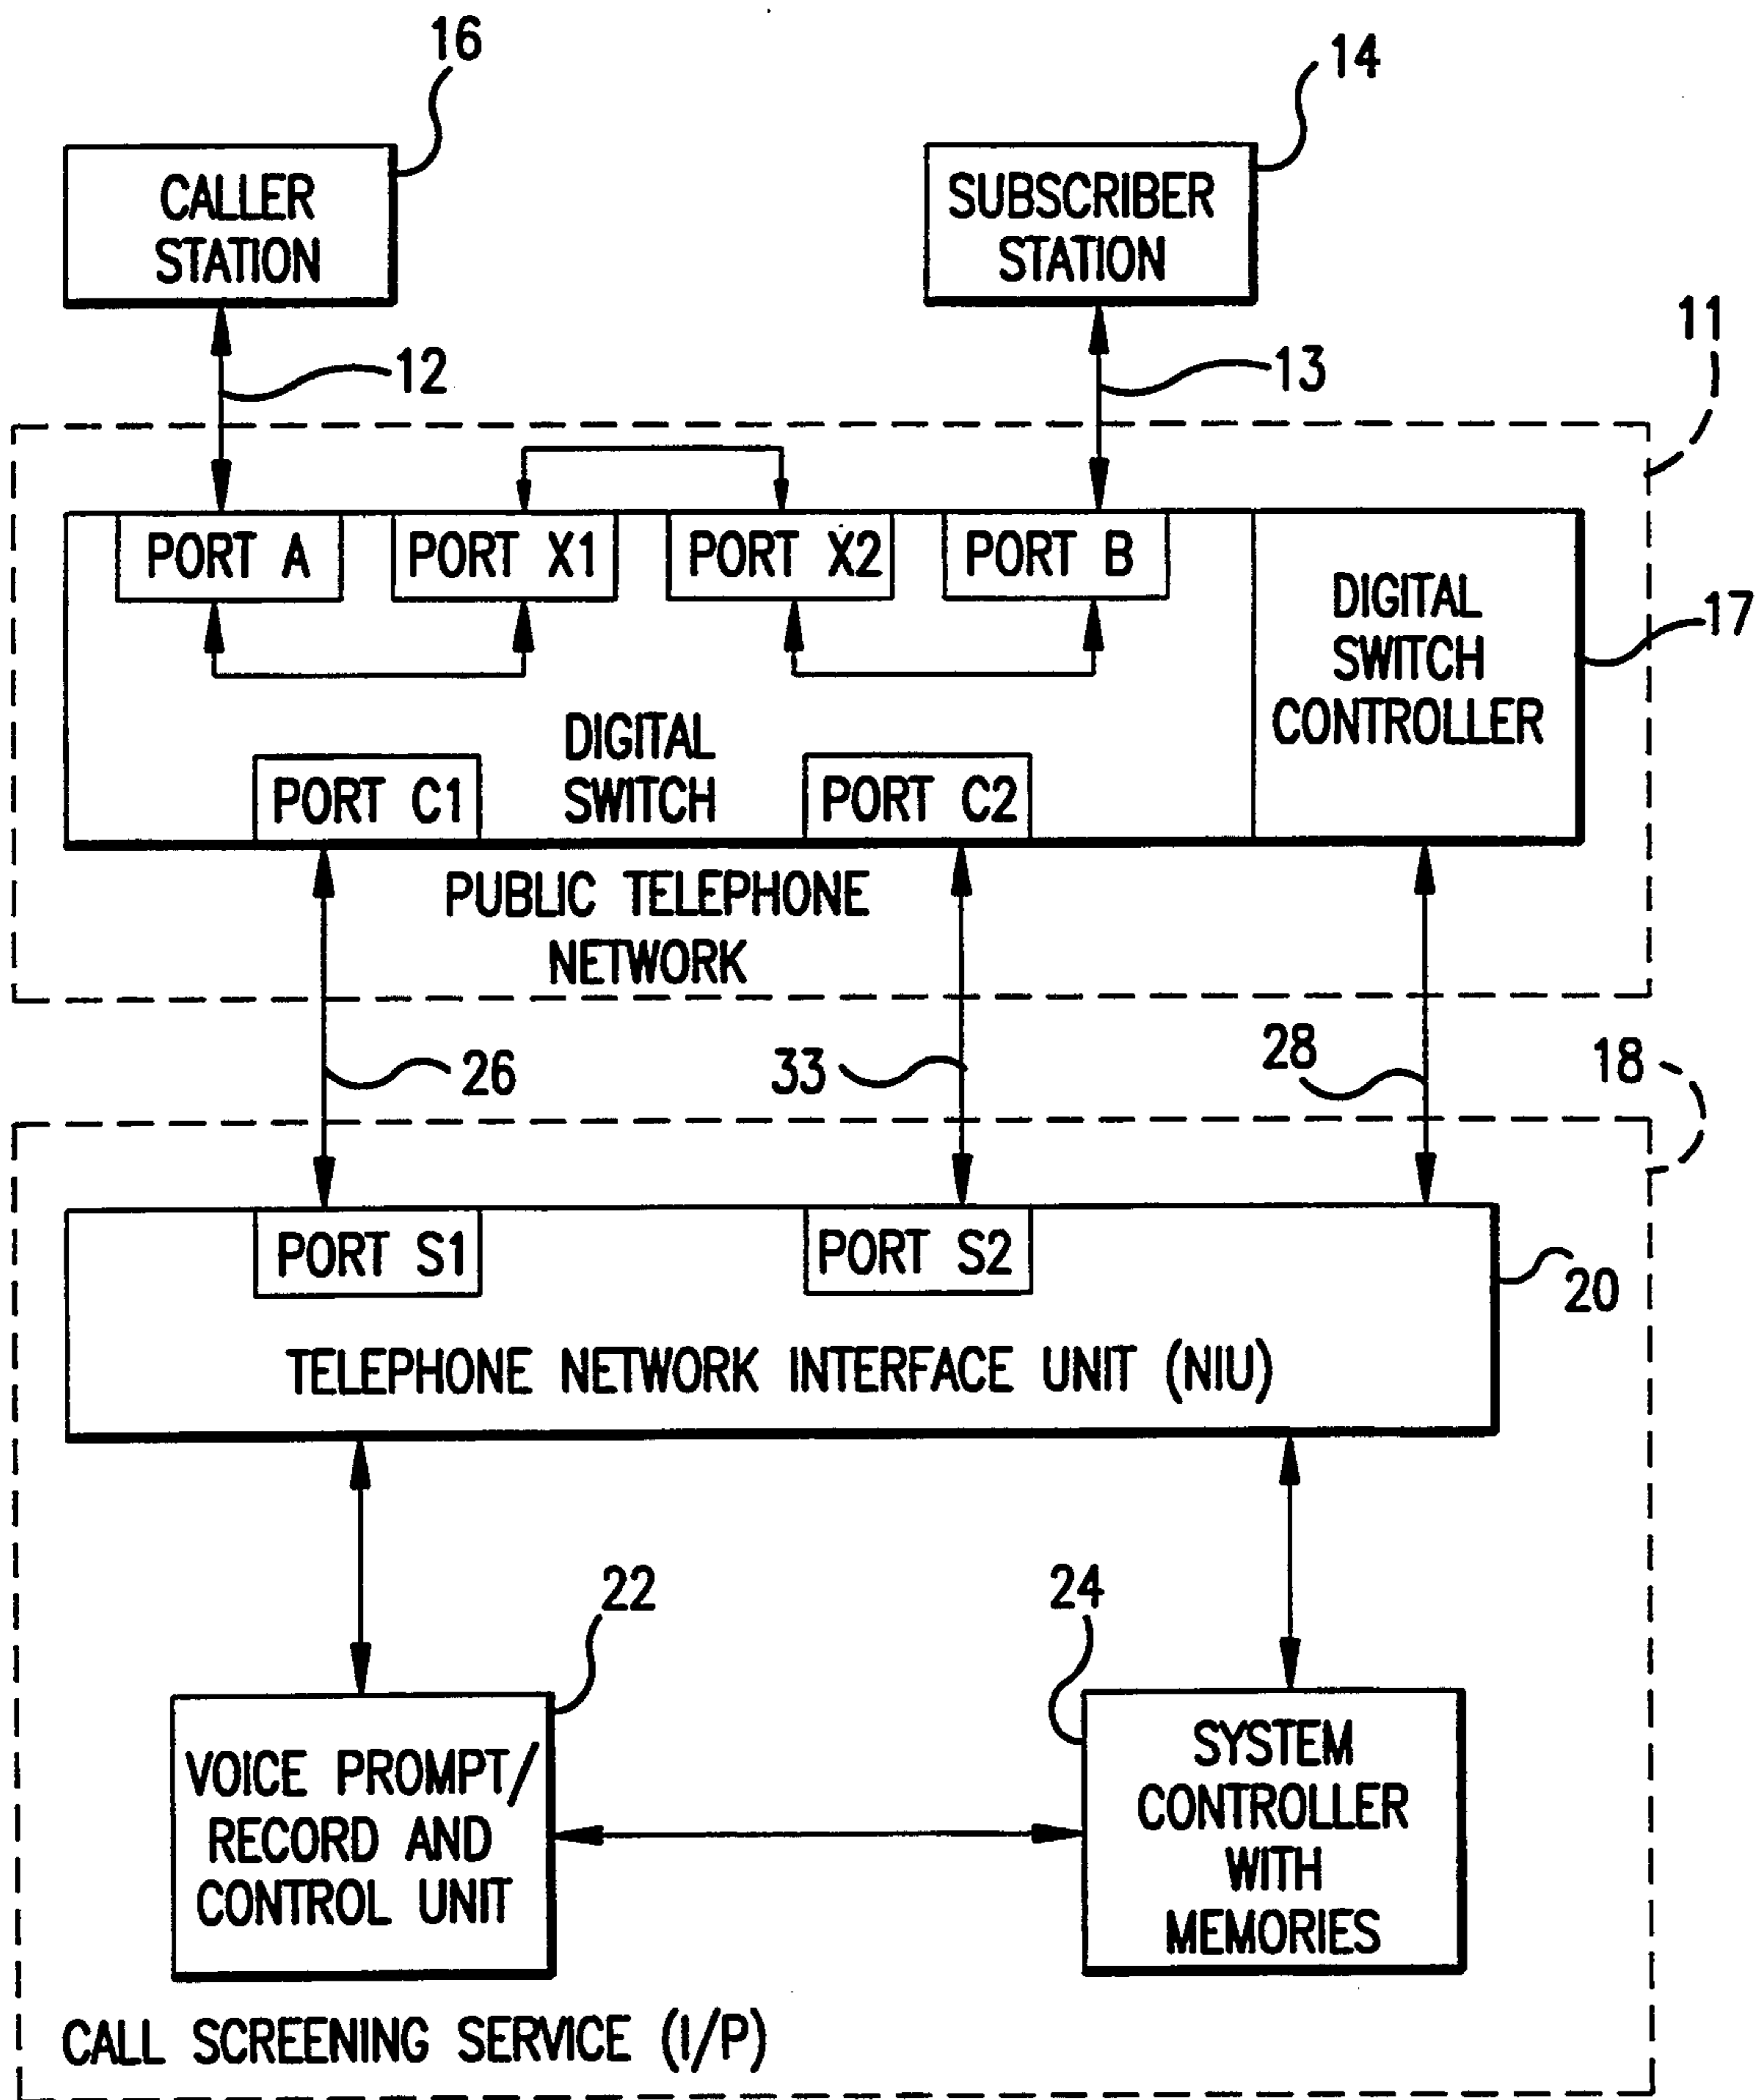 16
14
CALLER
STATION
SUBSCRIBER
STATION
11
12
13
PORT A
PORT X1
PORT X2
PORT B
DIGITAL
SWITCH
CONTROLLER
17
DIGITAL
SWITCH
PORT C1
PORT C2
PUBLIC TELEPHONE
NETWORK
26
33
28
18
PORT S1
PORT S2
20
TELEPHONE NETWORK INTERFACE UNIT (NIU)
22
24
VOICE PROMPT/
RECORD AND
CONTROL UNIT
SYSTEM
CONTROLLER
WITH
MEMORIES
CALL SCREENING SERVICE (I/P)